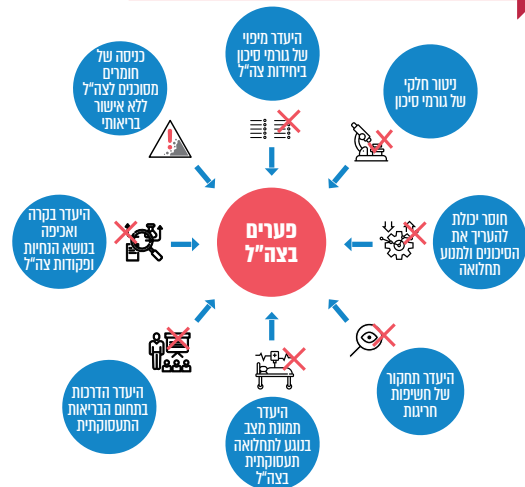 היעדר מיפוי
של גורמי סיכון
ביחידות צה"ל
ניטור חלקי
של גורמי סיכון
חוסר יכולת
להעריך את
הסיכונים ולמנוע
תחלואה
היעדר תחקור
של חשיפות
חריגות
היעדר
תמונת מצב
בנוגע לתחלואה
תעסוקתית
בצה"ל
היעדר הדרכות
בתחום הבריאות
התעסוקתית
היעדר בקרה
ואכיפה
בנושא הנחיות
ופקודות צה"ל
כניסה של
חומרים
מסוכנים לצה"ל
ללא אישור
בריאותי
פערים
בצה"ל